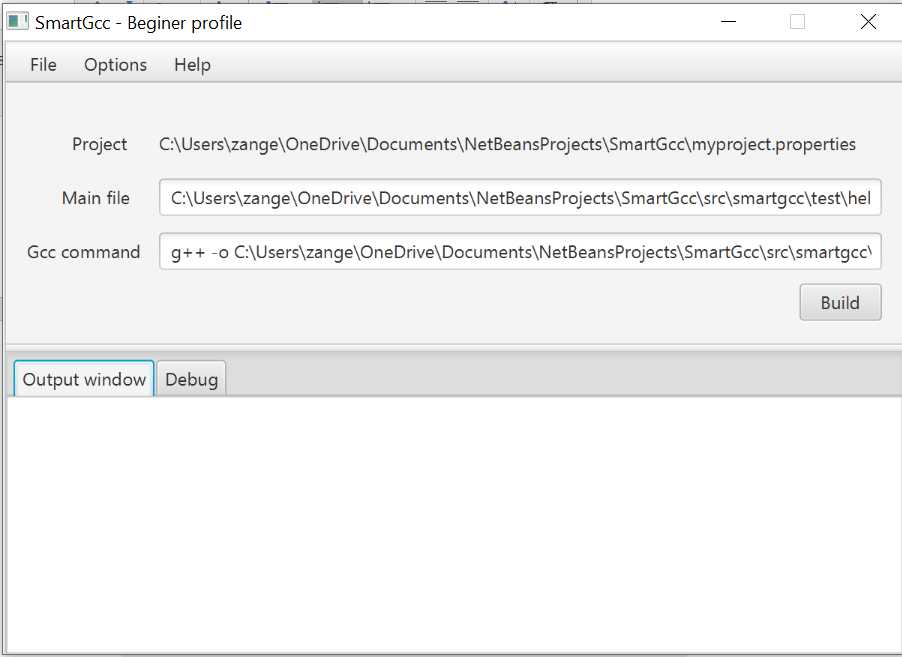 SmartGcc - Beginer profile
File Options Help
Project C:\Users\zange\OneDrive\Documents\NetBeansProjects\SmartGcc\myproject.properties
Main file C:\Users\zange\OneDrive\Documents\NetBeansProjects\SmartGcc\src\smartgcc\test\hel
Gcc command g++ -o C:\Users\zange\OneDrive\Documents\NetBeansProjects\SmartGcc\src\smartgcc\
Build
Output window Debug